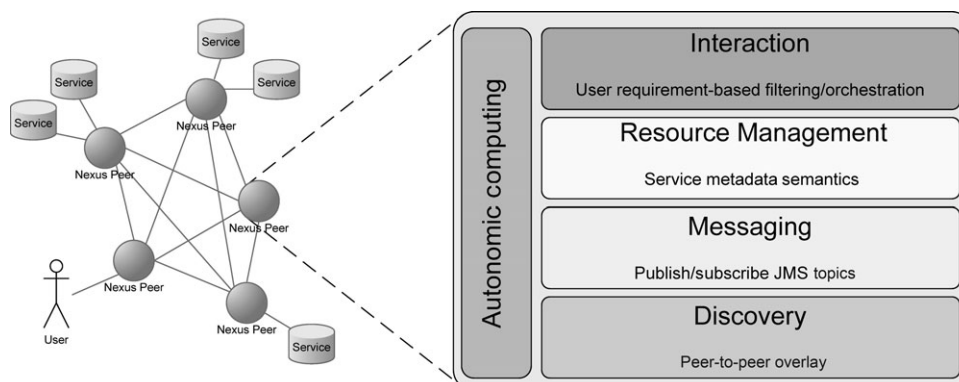 Service
Service
Service
Service
Nexus Peer
Nexus Peer
Nexus Peer
Nexus Peer
Nexus Peer
Service
User
Autonomic computing
Interaction
User requirement-based filtering/orchestration
Resource Management
Service metadata semantics
Messaging
Publish/subscribe JMS topics
Discovery
Peer-to-peer overlay